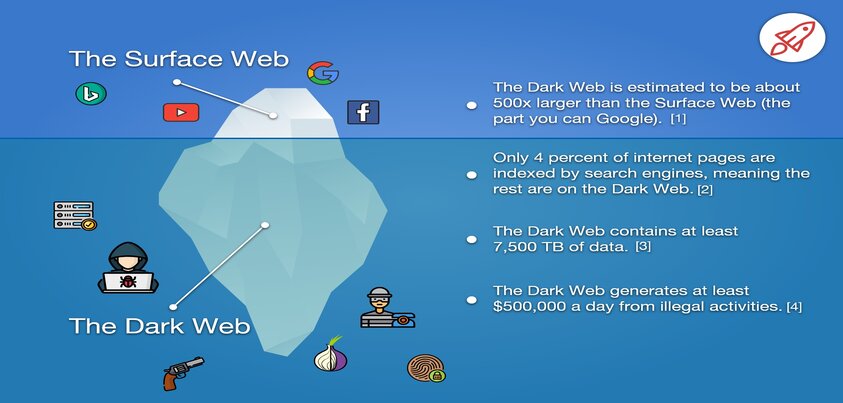 The Surface Web
The Dark Web is estimated to be about
500x larger than the Surface Web (the
part you can Google). [1]
Only 4 percent of internet pages are
indexed by search engines, meaning the
rest are on the Dark Web. [2]
The Dark Web contains at least
7,500 TB of data. [3]
The Dark Web generates at least
$500,000 a day from illegal activities. [4]
The Dark Web